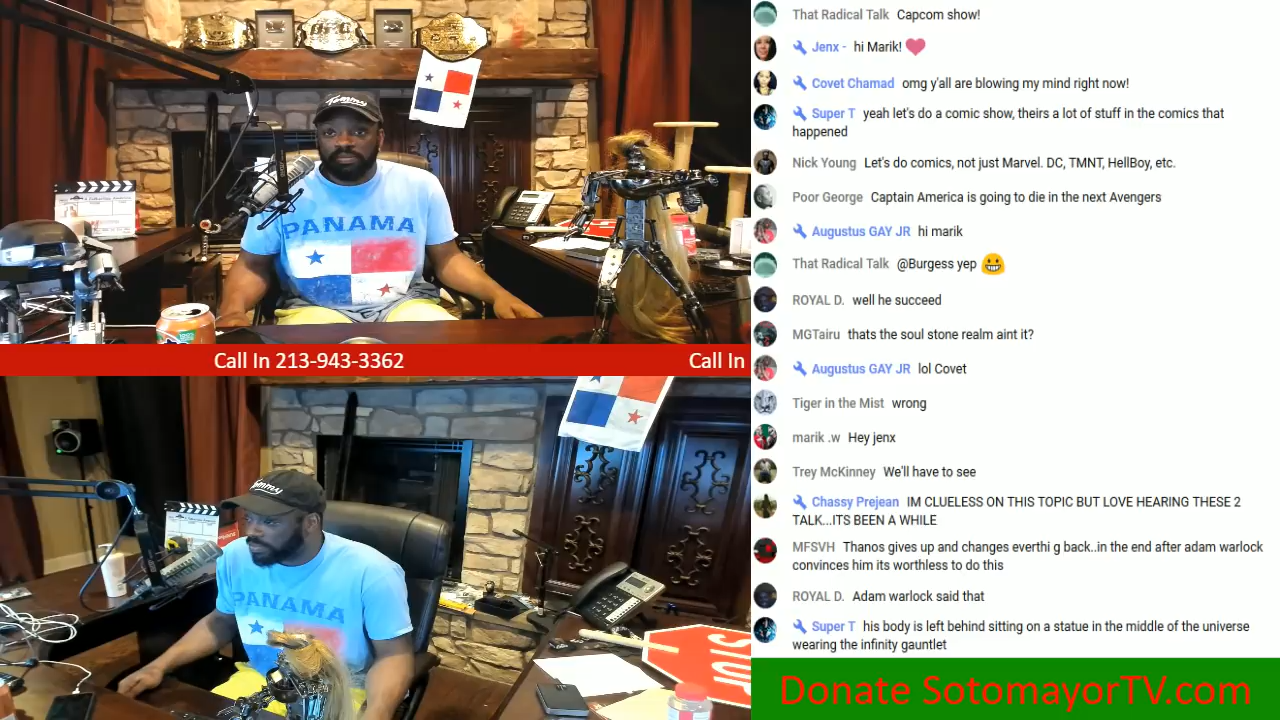 Tommy
PANAMA
Call In 213-943-3362
Call In
Tommy
PANAMA
That Radical Talk Capcom show!
Jenx - hi Marik!
Covet Chamad omg y'all are blowing my mind right now!
Super T yeah let's do a comic show, theirs a lot of stuff in the comics that
happened
Nick Young Let's do comics, not just Marvel. DC, TMNT, HellBoy, etc.
Poor George Captain America is going to die in the next Avengers
Augustus GAY JR hi marik
That Radical Talk @Burgess yep
ROYAL D. well he succeed
MGTairu thats the soul stone realm aint it?
Augustus GAY JR lol Covet
Tiger in the Mist wrong
marik .w Hey jenx
Trey McKinney We'll have to see
Chassy Prejean IM CLUELESS ON THIS TOPIC BUT LOVE HEARING THESE 2
TALK...ITS BEEN A WHILE
MFSVH Thanos gives up and changes everthi g back..in the end after adam warlock
convinces him its worthless to do this
ROYAL D. Adam warlock said that
Super T his body is left behind sitting on a statue in the middle of the universe
wearing the infinity gauntlet
Donate SotomayorTV.com